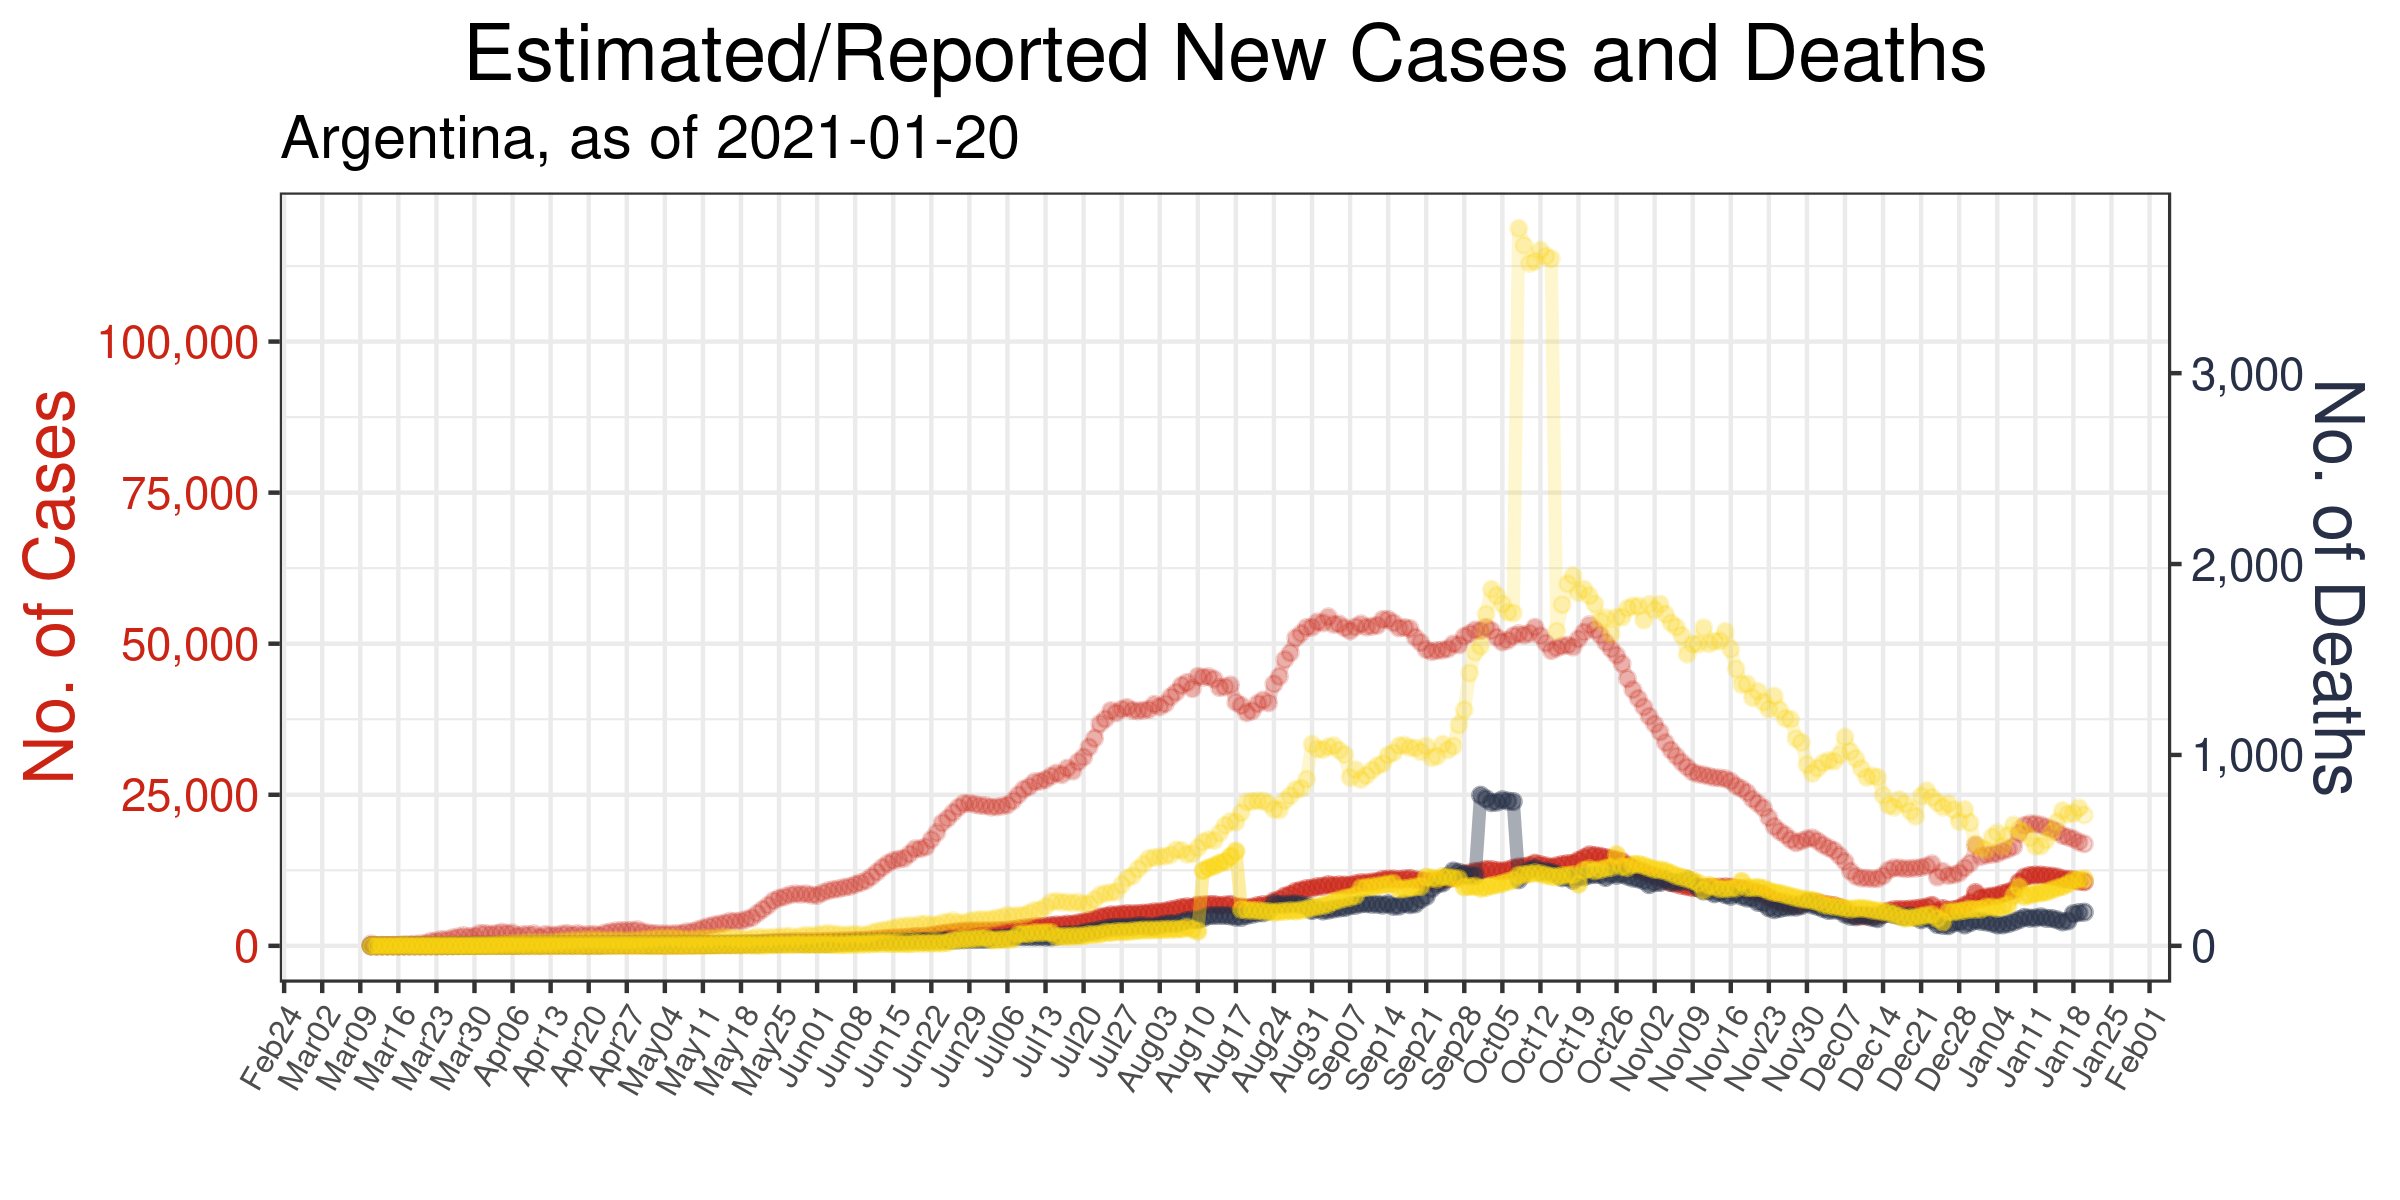 Estimated/Reported New Cases and Deaths
Argentina, as of 2021-01-20
No. of Cases
100,000
75,000
50,000
25,000
0
3,000
2,000
1,000
0
No. of Deaths
Feb24
Mar02
Mar09
Mar16
Mar23
Mar30
Apr06
Apr13
Apr20
Apr27
May04
May11
May18
May25
Jun01
Jun08
Jun15
Jun22
Jun29
Jul06
Jul13
Jul20
Jul27
Aug03
Aug10
Aug17
Aug24
Aug31
Sep07
Sep14
Sep21
Sep28
Oct05
Oct12
Oct19
Oct26
Nov02
Nov09
Nov16
Nov23
Nov30
Dec07
Dec14
Dec21
Dec28
Jan04
Jan11
Jan18
Jan25
Feb01